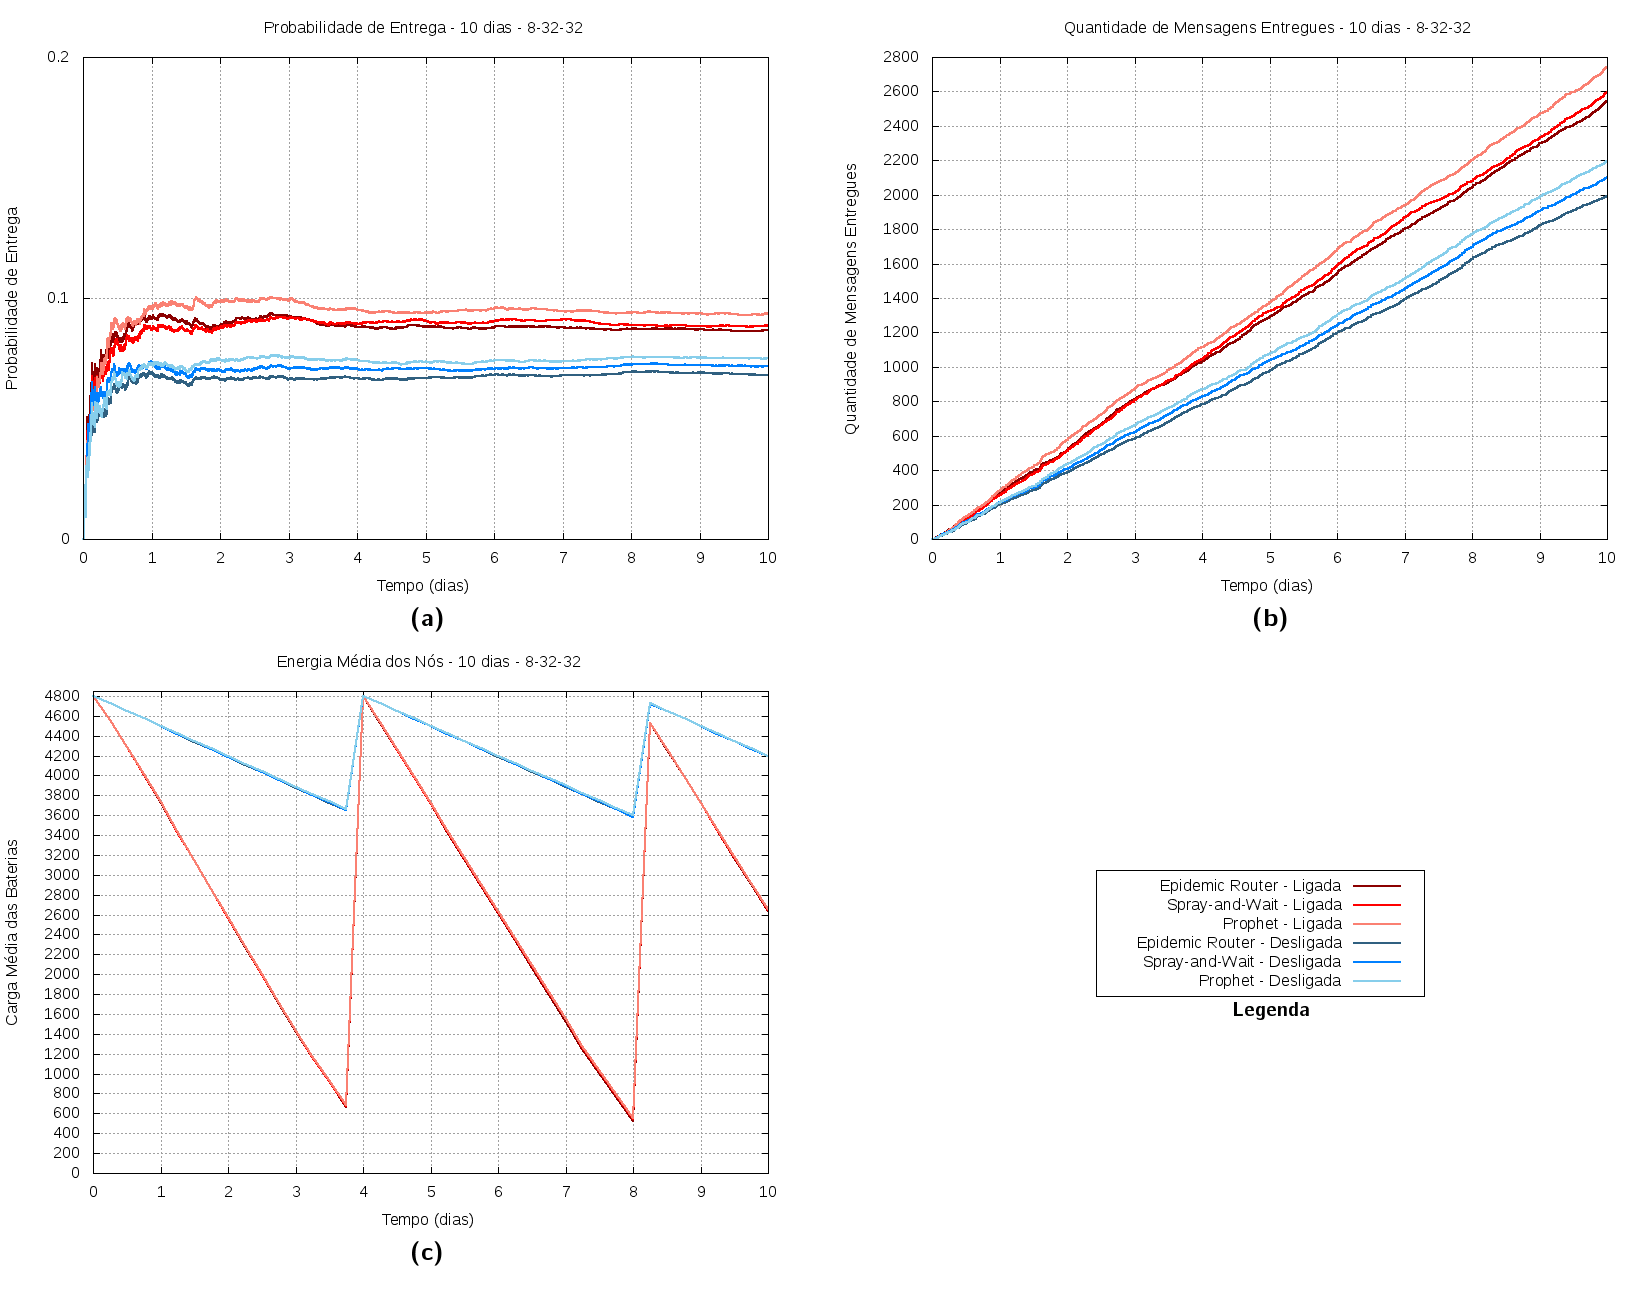 Probabilidade de Entrega - 10 dias - 8-32-32
0.2
0.1
0
Probabilidade de Entrega
0 1 2 3 4 5 6 7 8 9 10
Tempo (dias)
(a)
Quantidade de Mensagens Entregues - 10 dias - 8-32-32
2800
2600
2400
2200
2000
1800
1600
1400
1200
1000
800
600
400
200
0
Quantidade de Mensagens Entregues
0 1 2 3 4 5 6 7 8 9 10
Tempo (dias)
(b)
Energia Média dos Nós - 10 dias - 8-32-32
4800
4600
4400
4200
4000
3800
3600
3400
3200
3000
2800
2600
2400
2200
2000
1800
1600
1400
1200
1000
800
600
400
200
0
Carga Média das Baterias
0 1 2 3 4 5 6 7 8 9 10
Tempo (dias)
(c)
Epidemic Router - Ligada
Spray-and-Wait - Ligada
Prophet - Ligada
Epidemic Router - Desligada
Spray-and-Wait - Desligada
Prophet - Desligada
Legenda